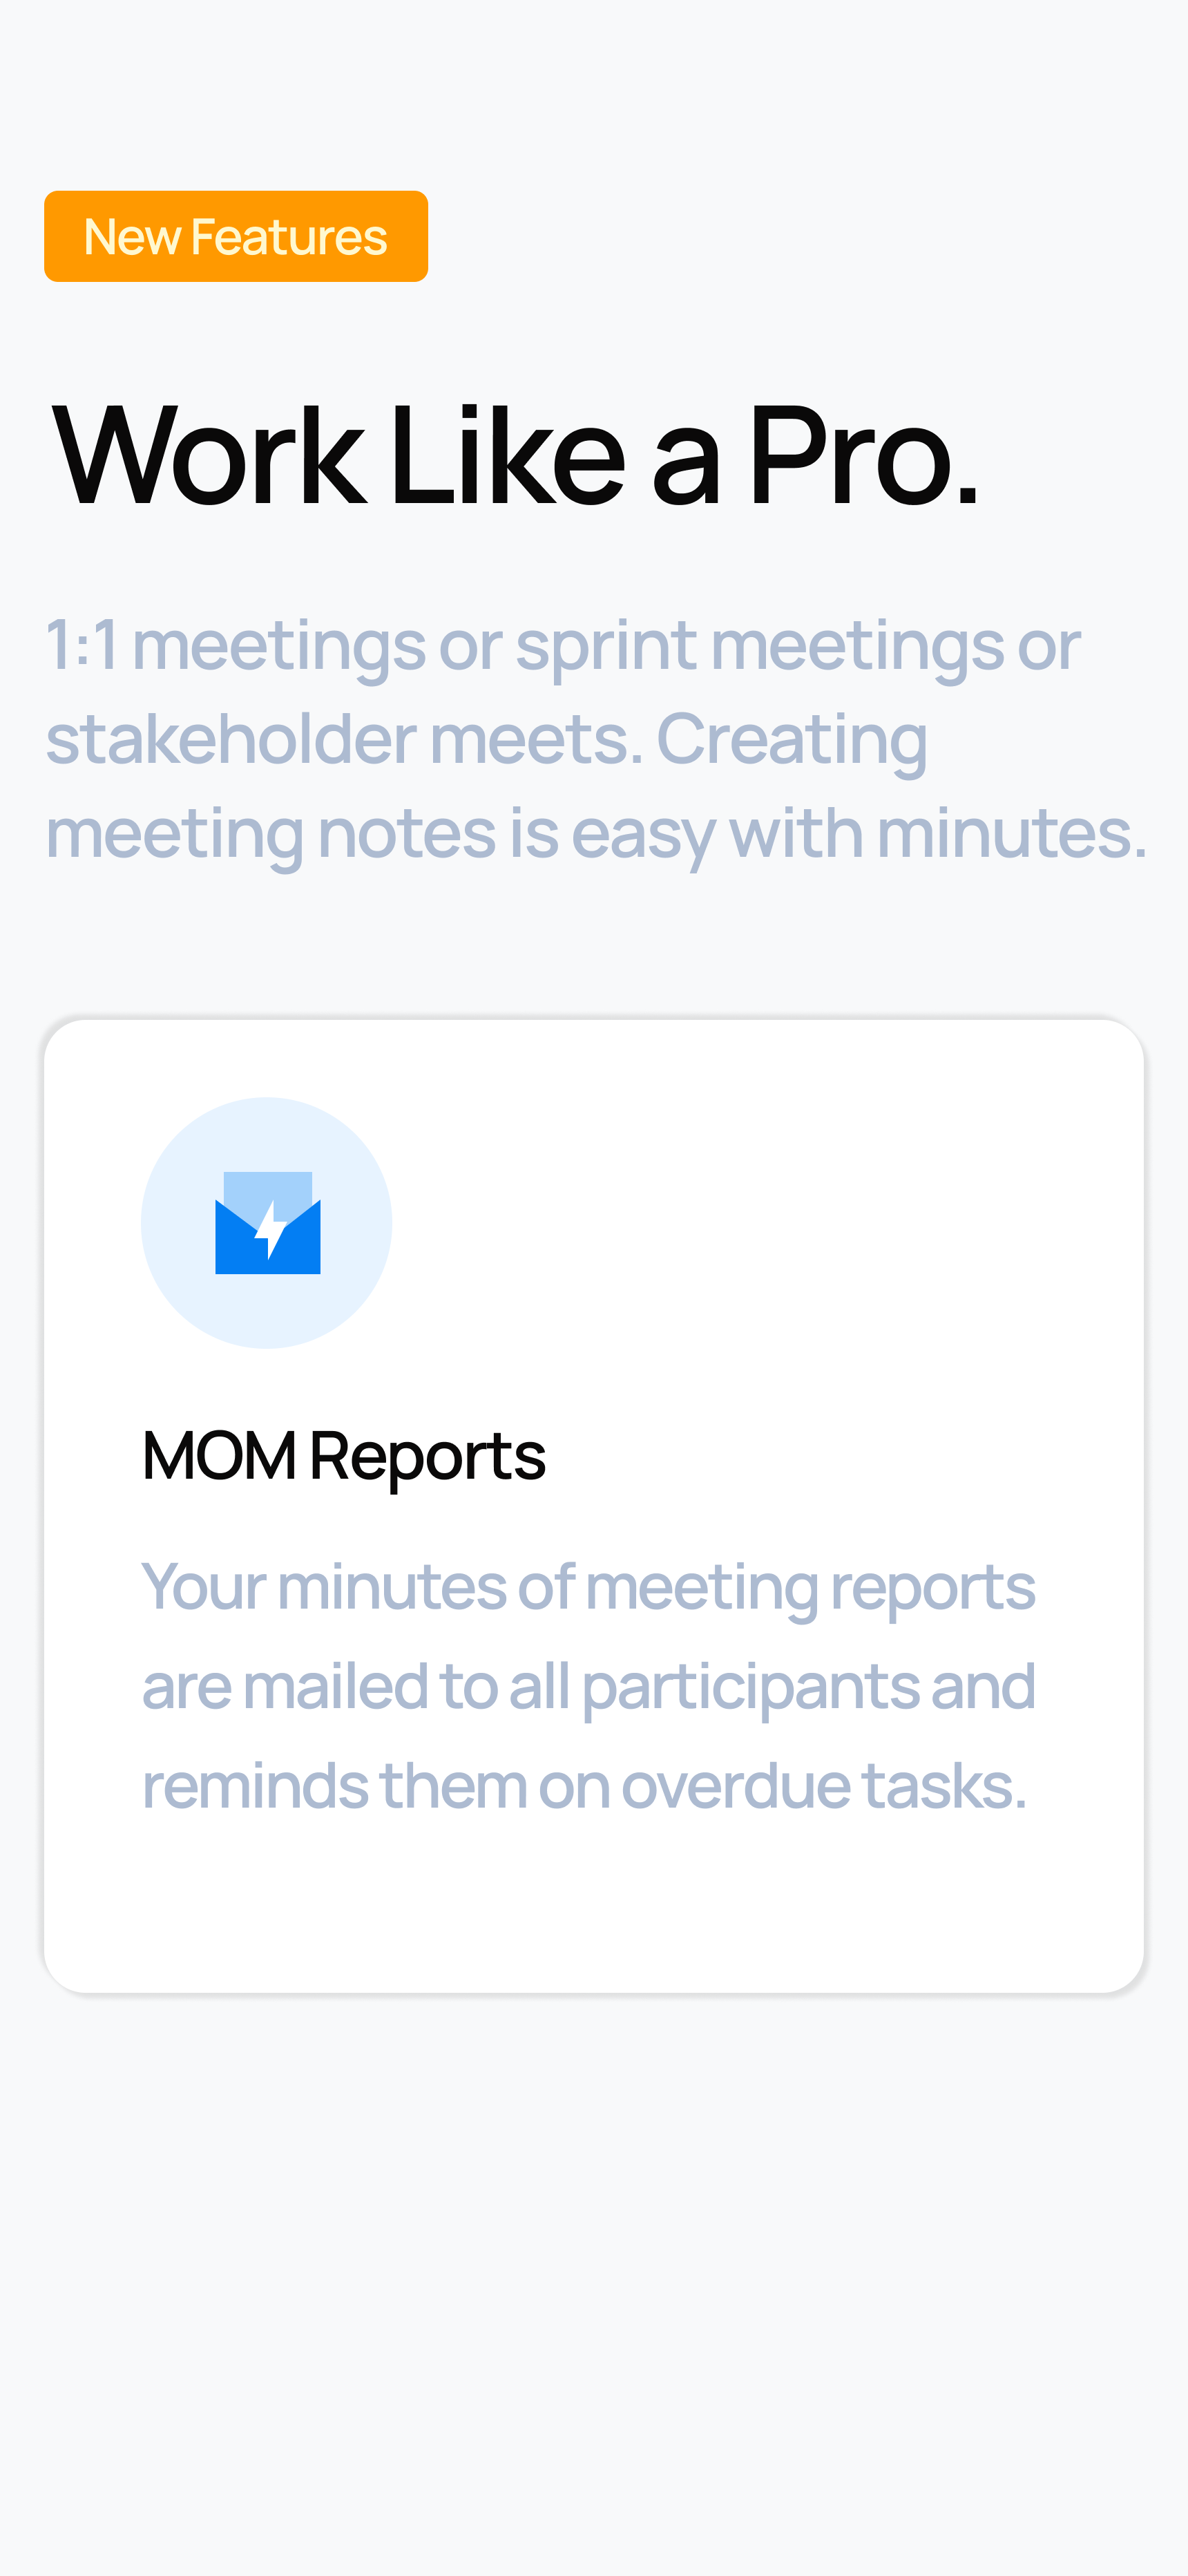 New Features
Work Like a Pro.
1:1 meetings or sprint meetings or
stakeholder meets. Creating
meeting notes is easy with minutes.
MOM Reports
Your minutes of meeting reports
are mailed to all participants and
reminds them on overdue tasks.